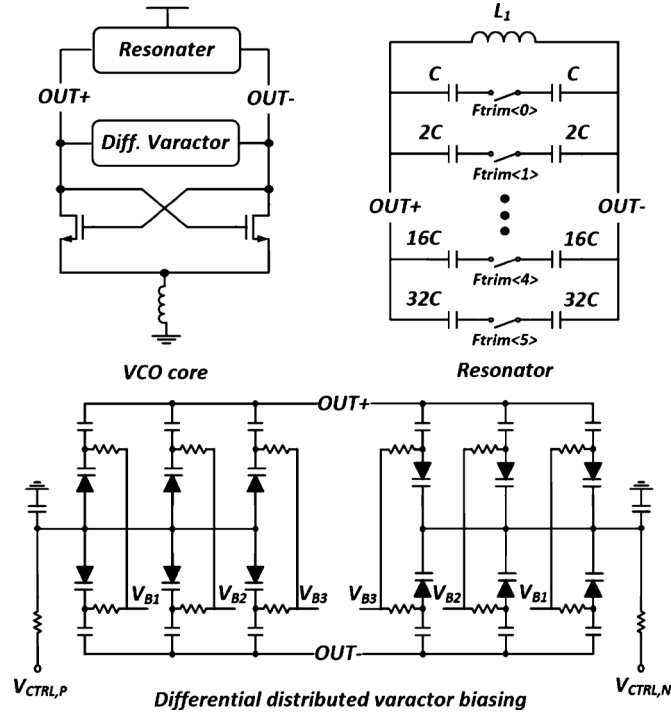 Resonater
OUT+ OUT-
Diff. Varactor
VCO core
L1
C C
Ftrim<0>
2C 2C
Ftrim<1>
OUT+ OUT-
16C 16C
Ftrim<4>
32C 32C
Ftrim<5>
Resonator
OUT+
VB1 VB2 VB3 VB3 VB2 VB1
OUT-
VCTRL,P VCTRL,N
Differential distributed varactor biasing